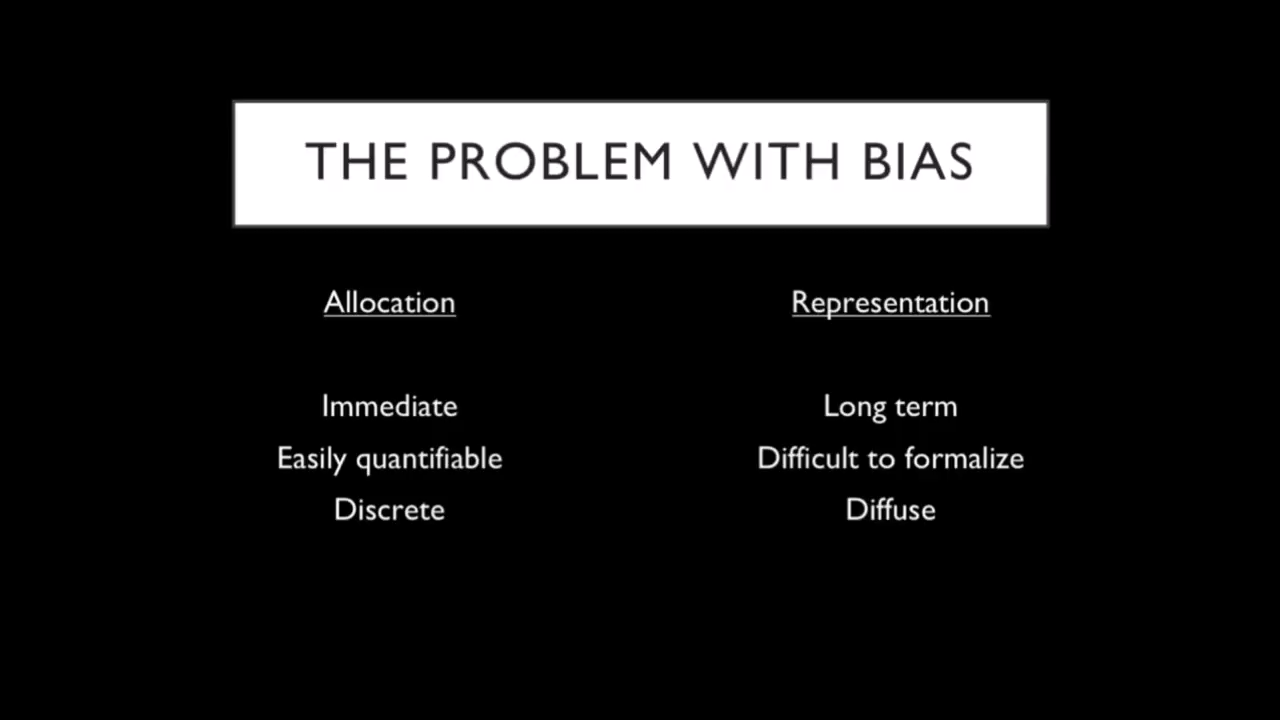 THE PROBLEM WITH BIAS
Allocation
Immediate
Easily quantifiable
Discrete
Representation
Long term
Difficult to formalize
Diffuse